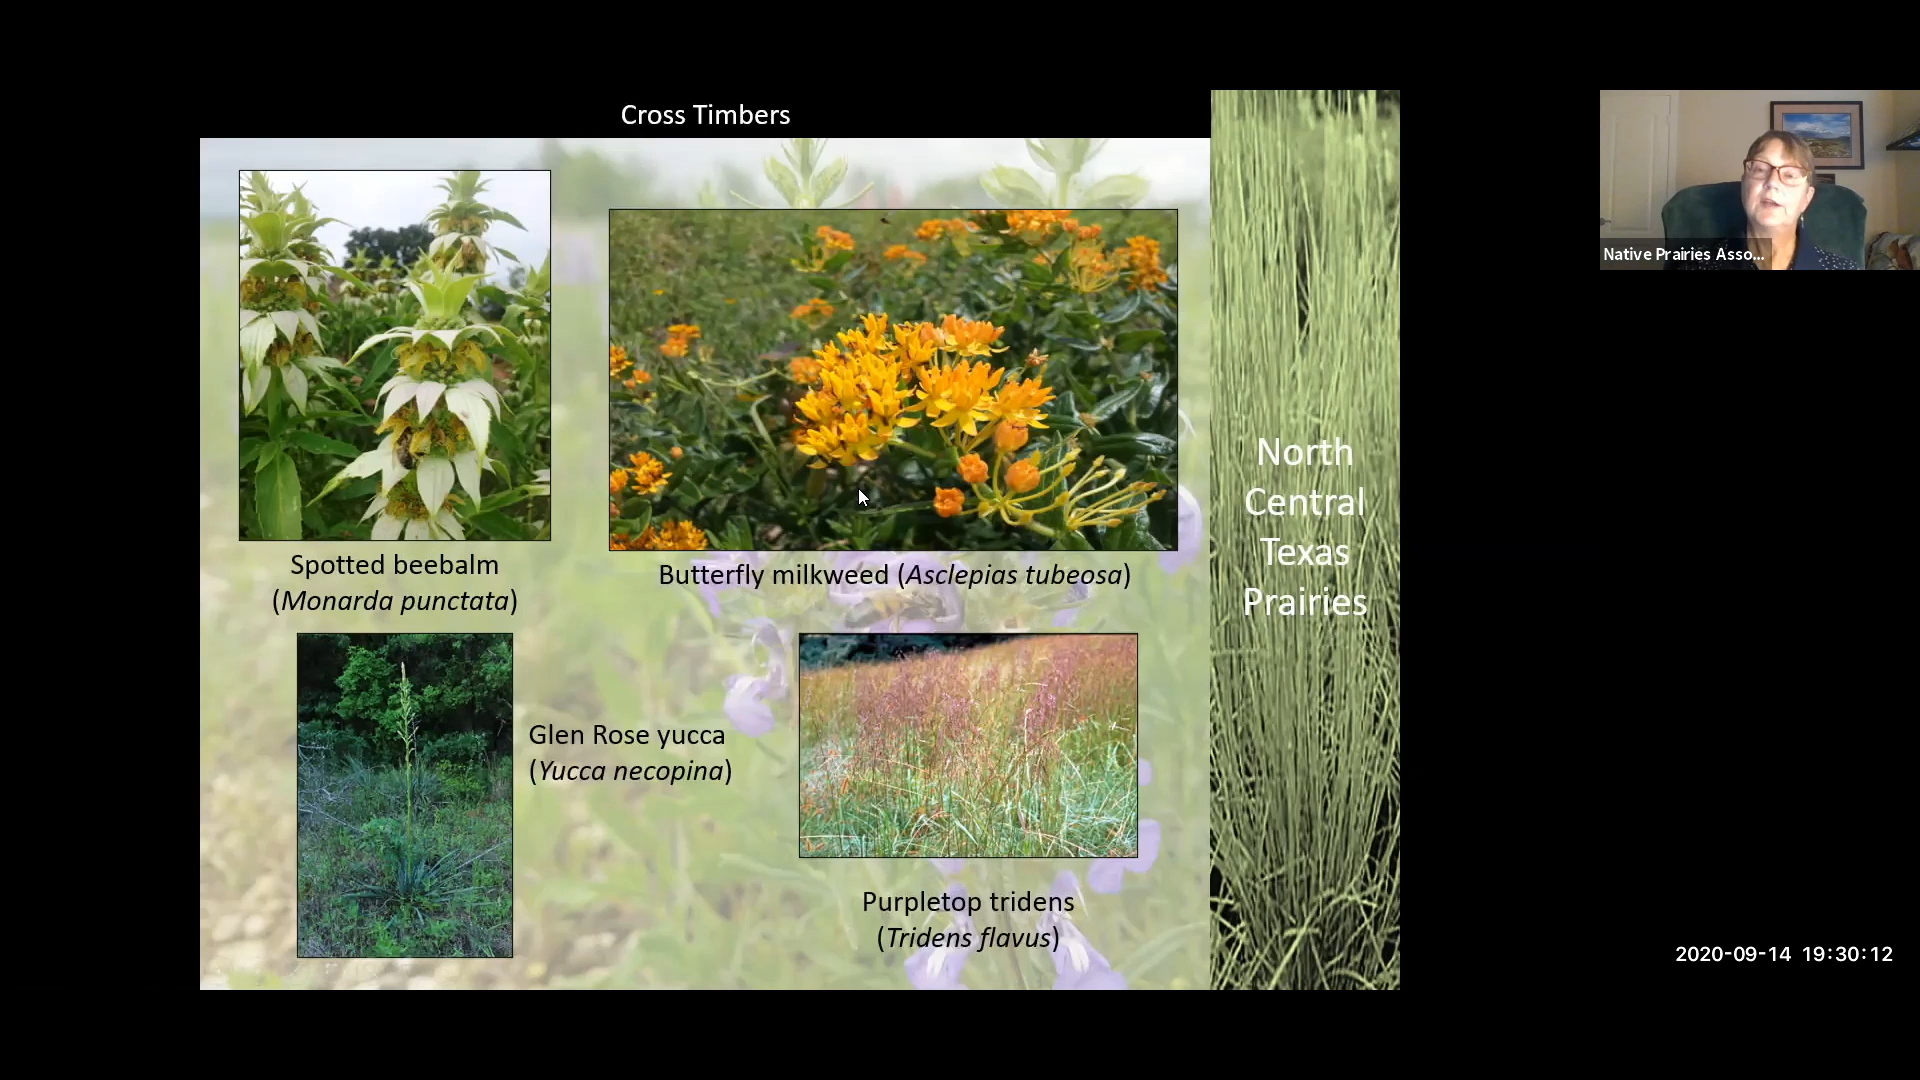 Cross Timbers
Spotted beebalm
(Monarda punctata)
Butterfly milkweed (Asclepias tubeosa)
Glen Rose yucca
(Yucca necopina)
Purpletop tridens
(Tridens flavus)
North
Central
Texas
Prairies
Native Prairies Asso...
2020-09-14 19:30:12